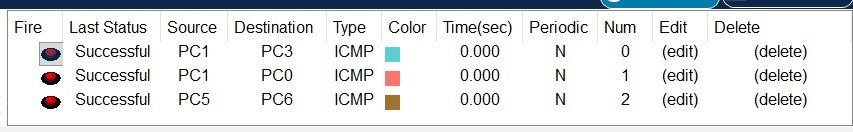 Fire Last Status Source Destination Type Color Time(sec) Periodic Num Edit Delete
Successful PC1 PC3 ICMP 0.000 N 0 (edit) (delete)
Successful PC1 PC0 ICMP 0.000 N 1 (edit) (delete)
Successful PC5 PC6 ICMP 0.000 N 2 (edit) (delete)